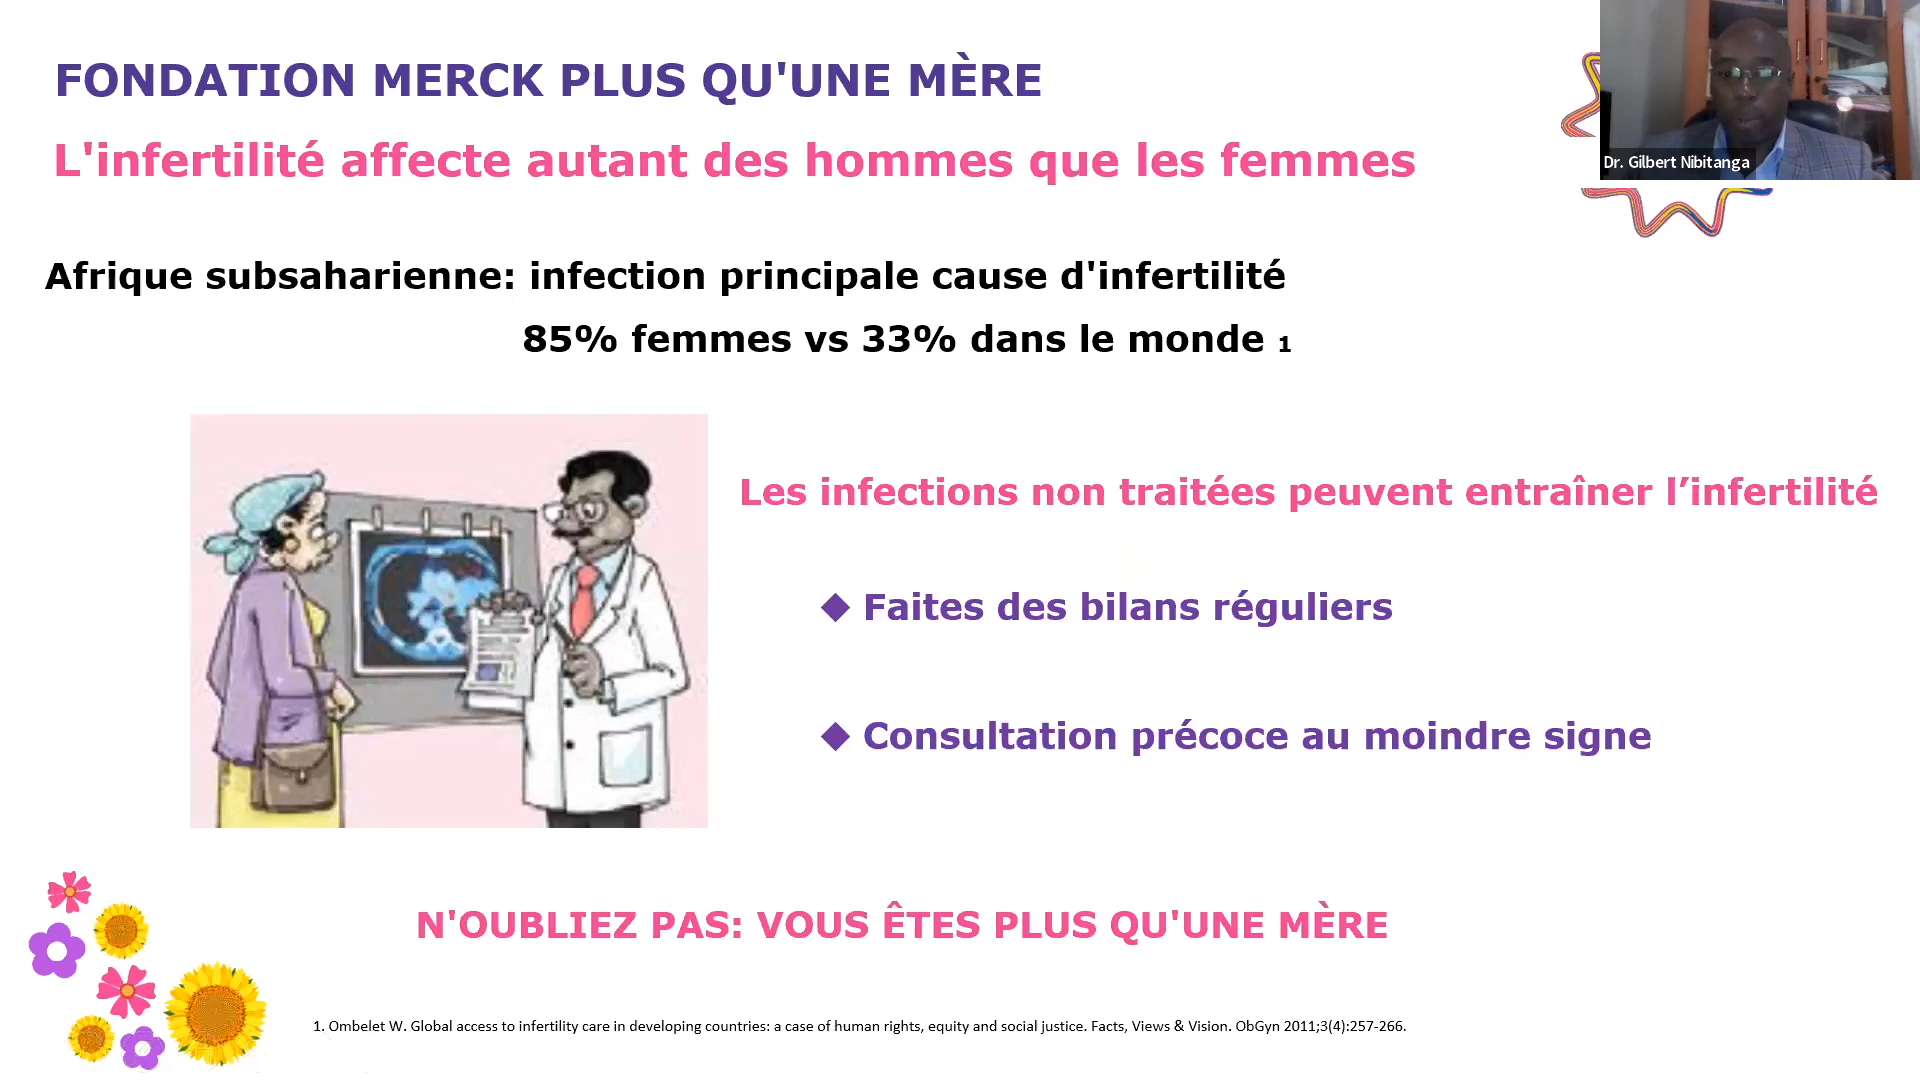 FONDATION MERCK PLUS QU'UNE MÈRE
L'infertilité affecte autant des hommes que les femmes
Dr. Gilbert Nibitanga
Afrique subsaharienne: infection principale cause d'infertilité
85% femmes vs 33% dans le monde 1
Les infections non traitées peuvent entraîner l’infertilité
◆ Faites des bilans réguliers
◆ Consultation précoce au moindre signe
N'OUBLIEZ PAS: VOUS ÊTES PLUS QU'UNE MÈRE
1. Ombelet W. Global access to infertility care in developing countries: a case of human rights, equity and social justice. Facts, Views & Vision. ObGyn 2011;3(4):257-266.